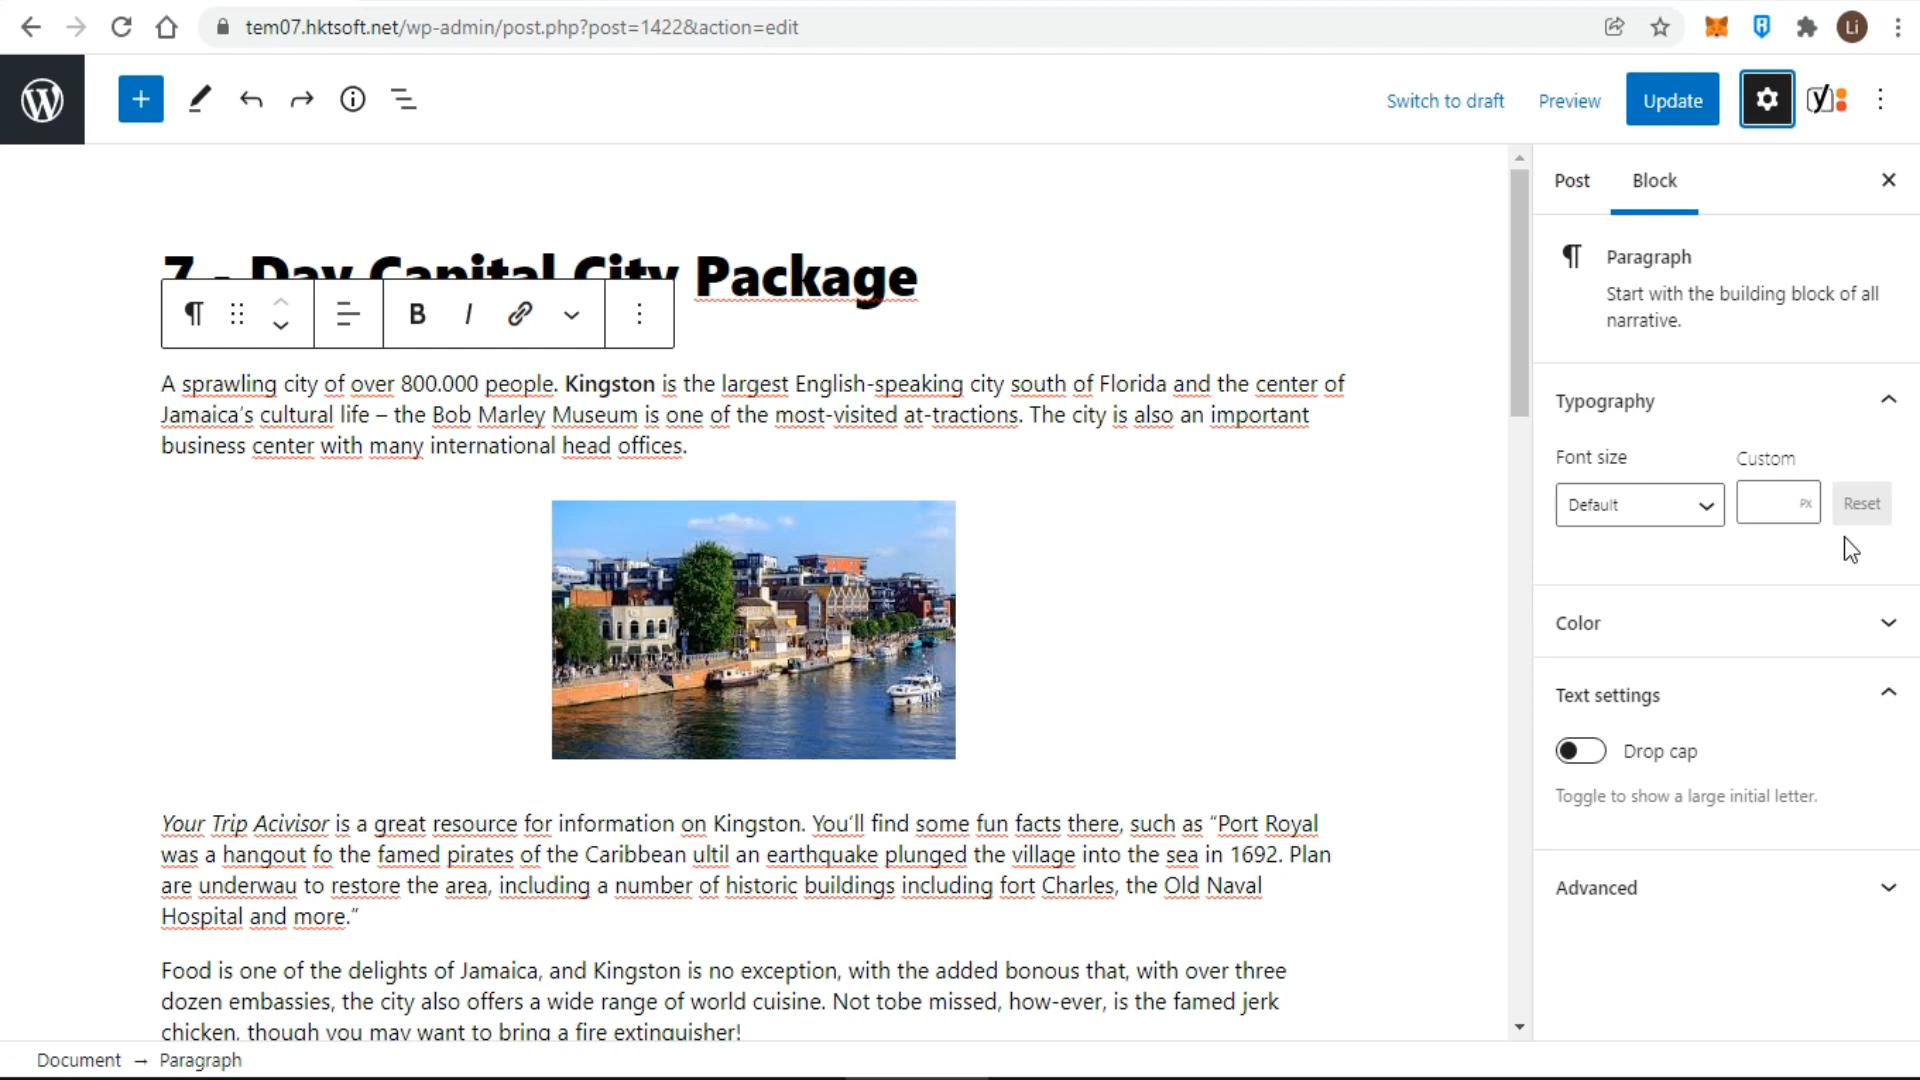 tem07.hktsoft.net/wp-admin/post.php?post=1422&action=edit
Li
Switch to draft
Preview
Update
Post
Block
7 - Day Capital City Package
B I
A sprawling city of over 800.000 people. Kingston is the largest English-speaking city south of Florida and the center of
Jamaica's cultural life – the Bob Marley Museum is one of the most-visited at-tractions. The city is also an important
business center with many international head offices.
Your Trip Acivisor is a great resource for information on Kingston. You'll find some fun facts there, such as "Port Royal
was a hangout fo the famed pirates of the Caribbean ultil an earthquake plunged the village into the sea in 1692. Plan
are underwau to restore the area, including a number of historic buildings including fort Charles, the Old Naval
Hospital and more."
Food is one of the delights of Jamaica, and Kingston is no exception, with the added bonous that, with over three
dozen embassies, the city also offers a wide range of world cuisine. Not tobe missed, how-ever, is the famed jerk
chicken, though you may want to bring a fire extinguisher!
Paragraph
Start with the building block of all
narrative.
Typography
Font size
Custom
Default
PX
Reset
Color
Text settings
Drop cap
Toggle to show a large initial letter.
Advanced
Document → Paragraph